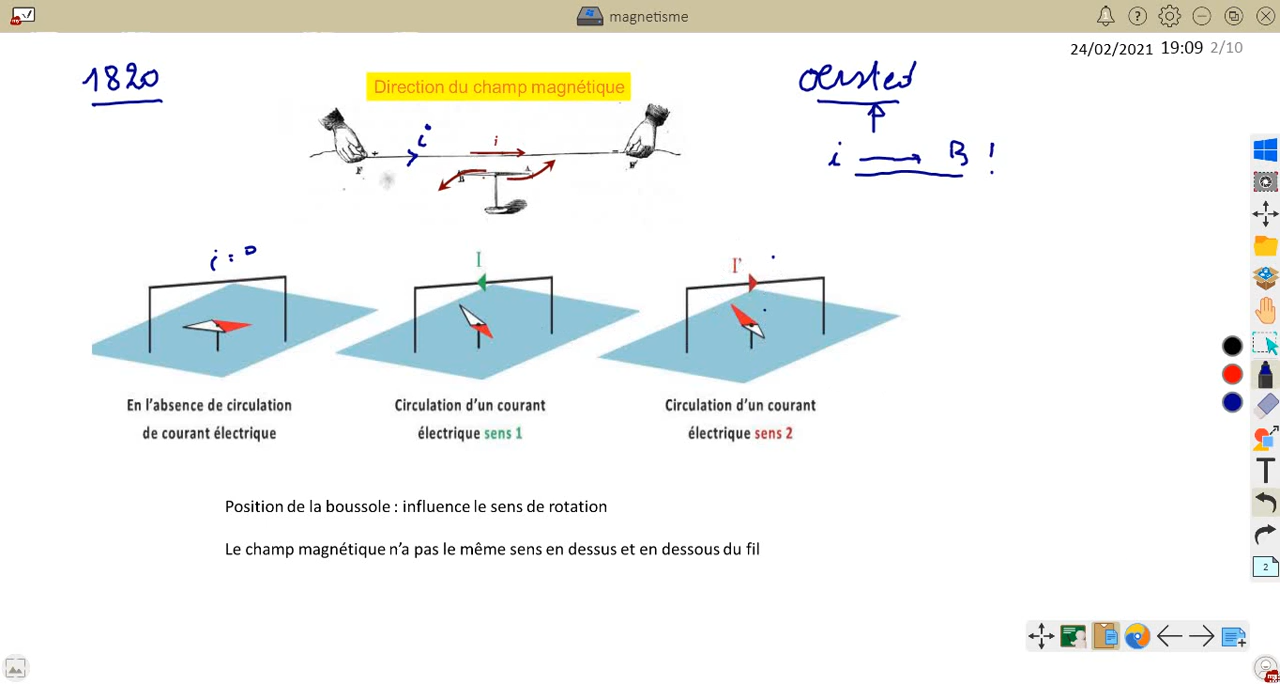 magnetisme
24/02/2021 19:09 2/10
1820
Direction du champ magnétique
oersted
i
i
+
-
F
B
A
i → B !
i = 0
I
I'
En l'absence de circulation
de courant électrique
Circulation d'un courant
électrique sens 1
Circulation d'un courant
électrique sens 2
Position de la boussole : influence le sens de rotation
Le champ magnétique n'a pas le même sens en dessus et en dessous du fil
2